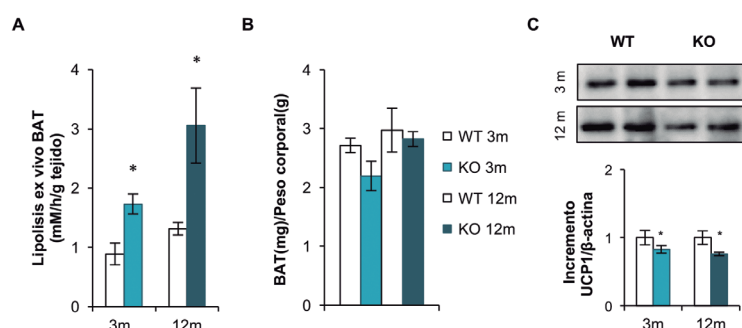 A
Lipolisis ex vivo BAT
(mM/h/g tejido)
4
3
2
1
0
*
*
3m
12m
B
BAT(mg)/Peso corporal(g)
4
3
2
1
0
WT 3m
KO 3m
WT 12m
KO 12m
C
WT KO
3 m
12 m
Incremento
UCP1/β-actina
2
1
0
*
*
3m
12m